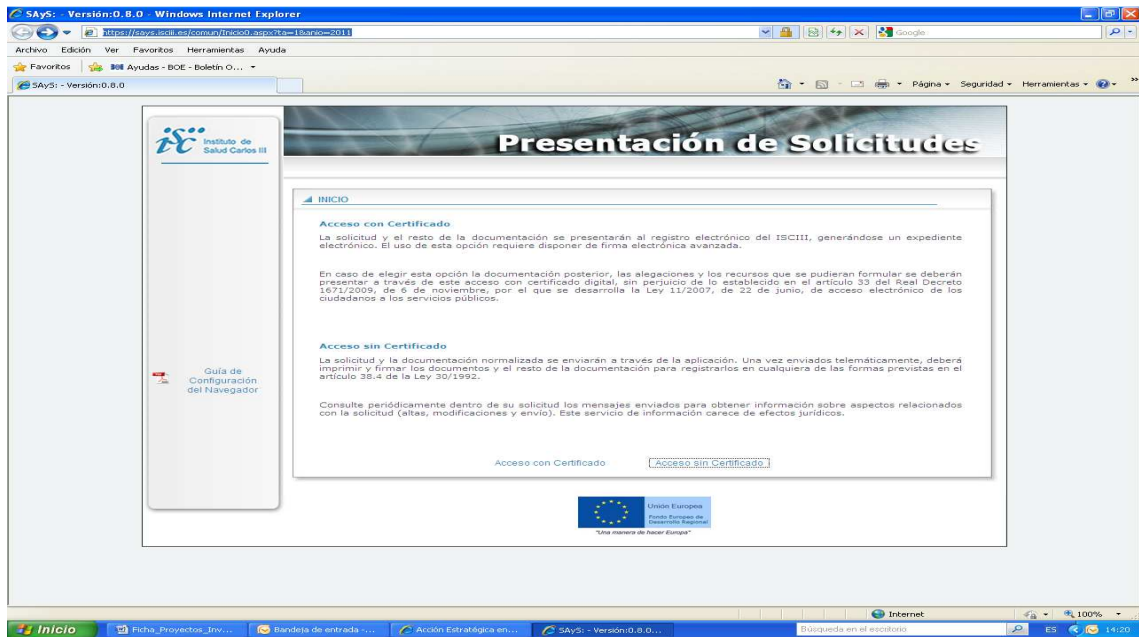 SAyS: - Versión:0.8.0 - Windows Internet Explorer
https://says.isciii.es/comun/Inicio0.aspx?ta=1&anio=2011
Google
Archivo Edición Ver Favoritos Herramientas Ayuda
Favoritos BOE Ayudas - BOE - Boletín O...
SAyS: - Versión:0.8.0
Página Seguridad Herramientas
isc Instituto de
Salud Carlos III
Presentación de Solicitudes
INICIO
Acceso con Certificado
La solicitud y el resto de la documentación se presentarán al registro electrónico del ISCIII, generándose un expediente
electrónico. El uso de esta opción requiere disponer de firma electrónica avanzada.
En caso de elegir esta opción la documentación posterior, las alegaciones y los recursos que se pudieran formular se deberán
presentar a través de este acceso con certificado digital, sin perjuicio de lo establecido en el artículo 33 del Real Decreto
1671/2009, de 6 de noviembre, por el que se desarrolla la Ley 11/2007, de 22 de junio, de acceso electrónico de los
ciudadanos a los servicios públicos.
Acceso sin Certificado
La solicitud y la documentación normalizada se enviarán a través de la aplicación. Una vez enviados telemáticamente, deberá
imprimir y firmar los documentos y el resto de la documentación para registrarlos en cualquiera de las formas previstas en el
artículo 38.4 de la Ley 30/1992.
Consulte periódicamente dentro de su solicitud los mensajes enviados para obtener información sobre aspectos relacionados
con la solicitud (altas, modificaciones y envío). Este servicio de información carece de efectos jurídicos.
Guía de
Configuración
del Navegador
Acceso con Certificado Acceso sin Certificado
Unión Europea
Fondo Europeo de
Desarrollo Regional
"Una manera de hacer Europa"
Internet 100%
Inicio Ficha_Proyectos_Inv... Bandeja de entrada -... Acción Estratégica en... SAyS: - Versión:0.8.0... Búsqueda en el escritorio ES 14:20